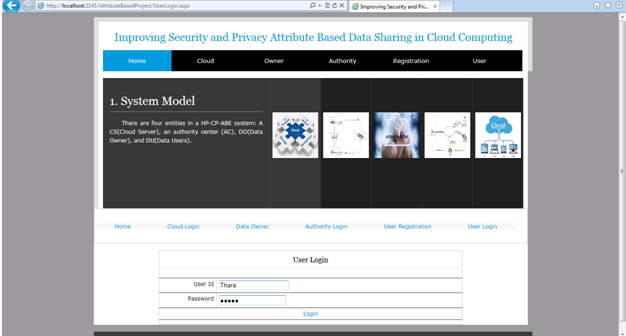 http://localhost:2145/AttributeBasedProject/UserLogin.aspx
Improving Security and Pri...
Improving Security and Privacy Attribute Based Data Sharing in Cloud Computing
Home Cloud Owner Authority Registration User
1. System Model
There are four entities in a HP-CP-ABE system: A
CS(Cloud Server), an authority center (AC), DO(Data
Owner), and DU(Data Users).
Cloud
Cloud
Home Cloud Login Data Owner Authority Login User Registration User Login
User Login
User Id Thara
Password •••••
Login